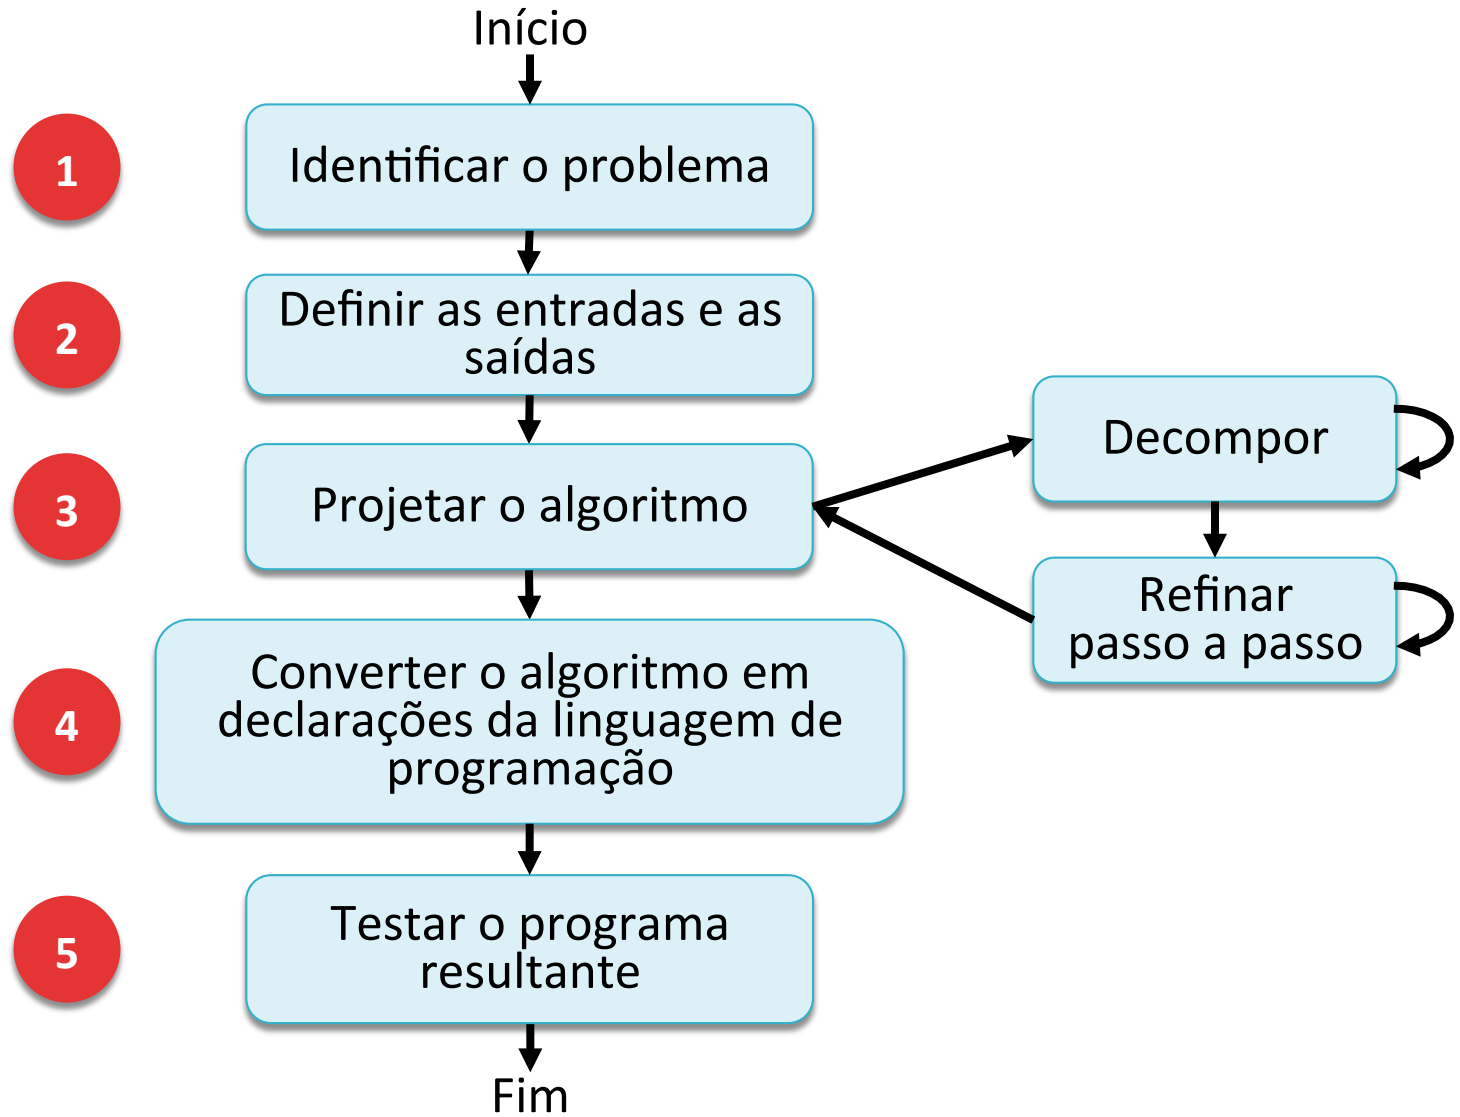 Início
1
Identificar o problema
2
Definir as entradas e as
saídas
3
Projetar o algoritmo
Decompor
Refinar
passo a passo
4
Converter o algoritmo em
declarações da linguagem de
programação
5
Testar o programa
resultante
Fim